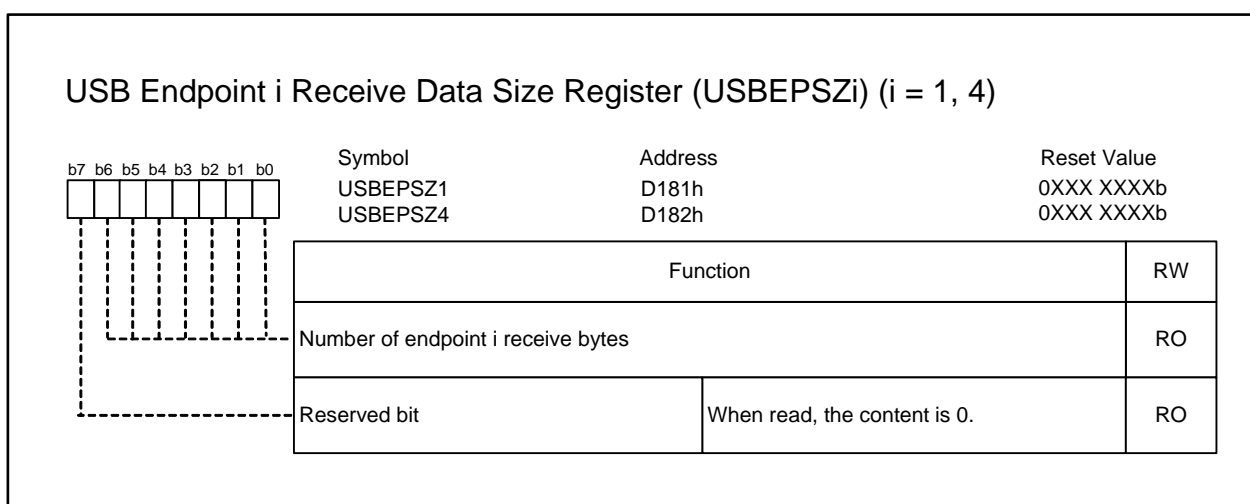 USB Endpoint i Receive Data Size Register (USBEPSZi) (i = 1, 4)
b7 b6 b5 b4 b3 b2 b1 b0
Symbol Address Reset Value
USBEPSZ1 D181h 0XXX XXXXb
USBEPSZ4 D182h 0XXX XXXXb
Function RW
Number of endpoint i receive bytes RO
Reserved bit When read, the content is 0. RO